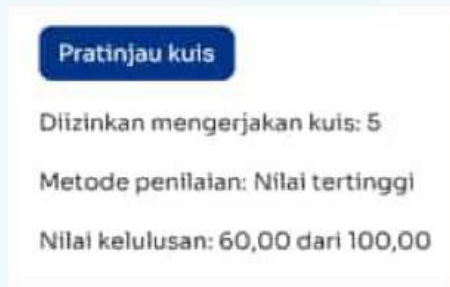 Pratinjau kuis
Diizinkan mengerjakan kuis: 5
Metode penilaian: Nilai tertinggi
Nilai kelulusan: 60,00 dari 100,00